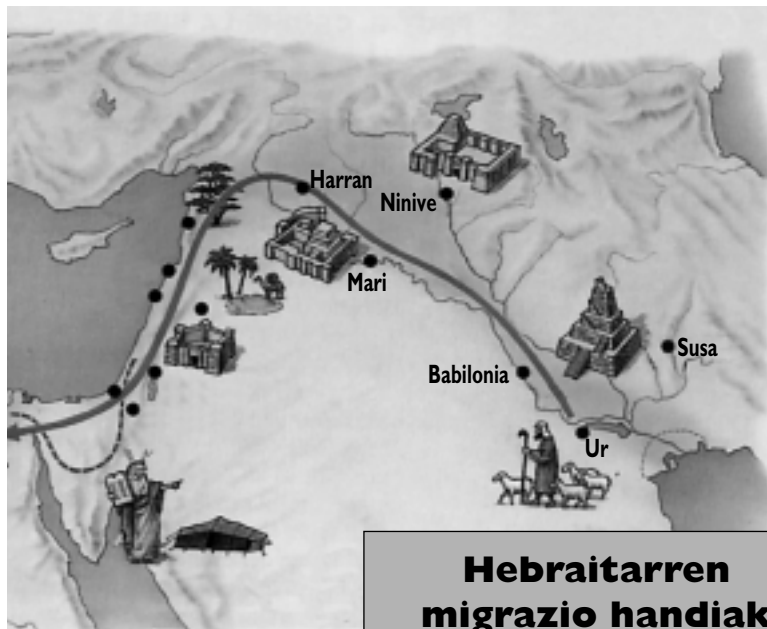 Harran
Ninive
Mari
Susa
Babilonia
Ur
Hebraitarren
migrazio handiak